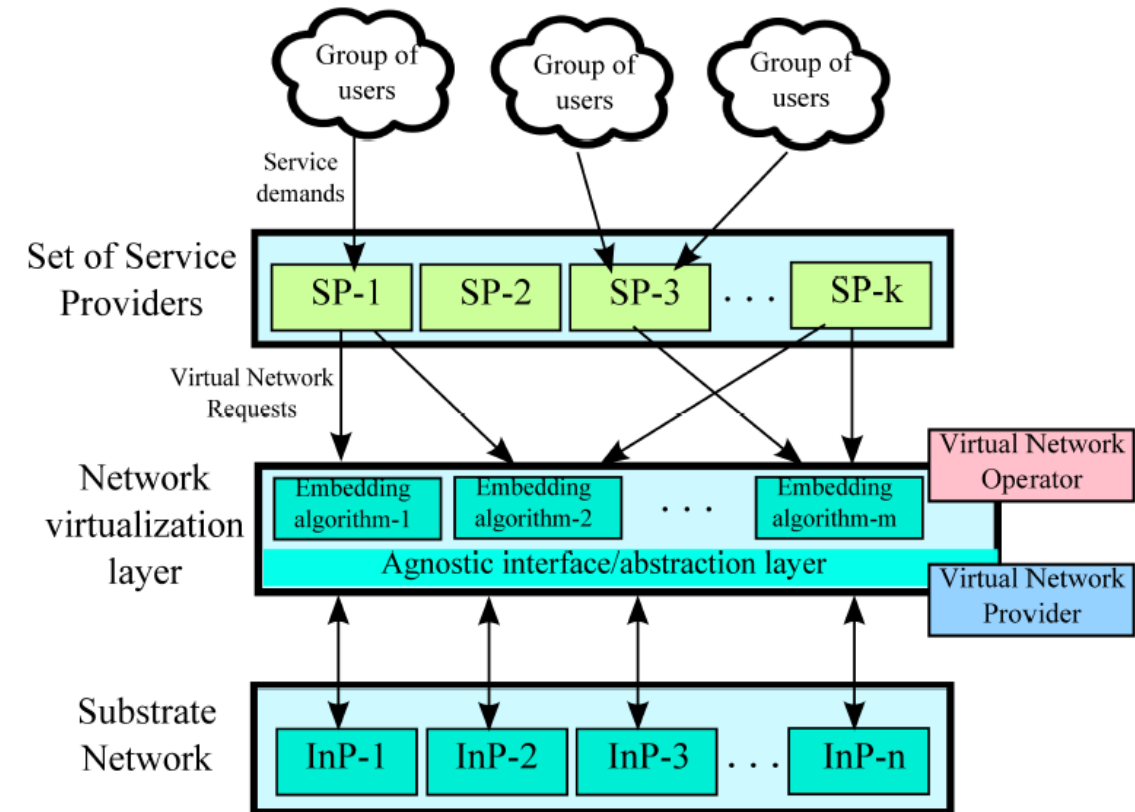 Group of
users
Group of
users
Group of
users
Service
demands
Set of Service
Providers
SP-1
SP-2
SP-3
. . .
SP-k
Virtual Network
Requests
Network
virtualization
layer
Embedding
algorithm-1
Embedding
algorithm-2
. . .
Embedding
algorithm-m
Virtual Network
Operator
Agnostic interface/abstraction layer
Virtual Network
Provider
Substrate
Network
InP-1
InP-2
InP-3
. . .
InP-n